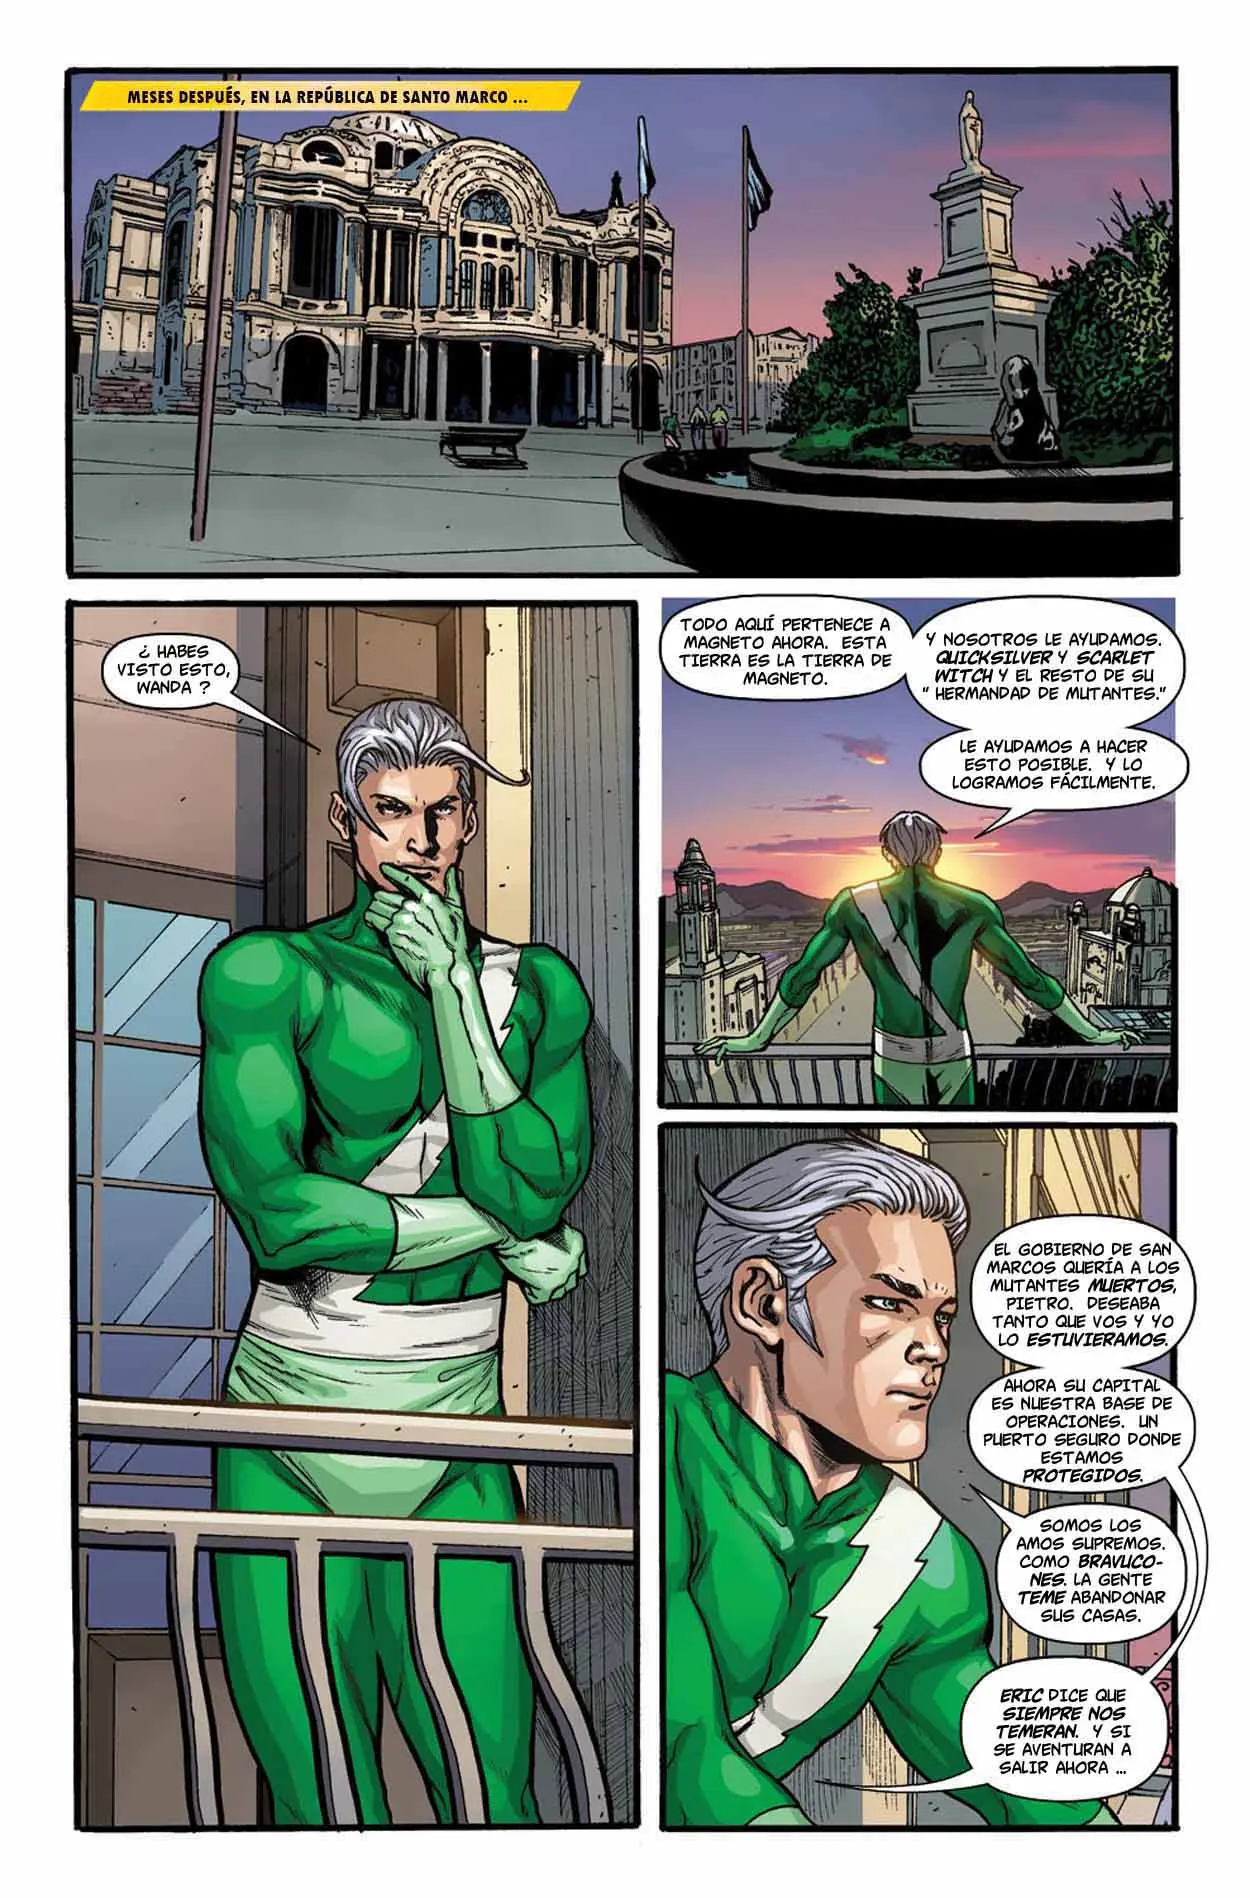 MESES DESPUÉS, EN LA REPÚBLICA DE SANTO MARCO ...
¿ HABES
VISTO ESTO,
WANDA ?
TODO AQUÍ PERTENECE A
MAGNETO AHORA. ESTA
TIERRA ES LA TIERRA DE
MAGNETO.
Y NOSOTROS LE AYUDAMOS.
QUICKSILVER Y SCARLET
WITCH Y EL RESTO DE SU
" HERMANDAD DE MUTANTES."
LE AYUDAMOS A HACER
ESTO POSIBLE. Y LO
LOGRAMOS FÁCILMENTE.
EL GOBIERNO DE SAN
MARCOS QUERÍA A LOS
MUTANTES MUERTOS,
PIETRO. DESEABA
TANTO QUE VOS Y YO
LO ESTUVIERAMOS.
AHORA SU CAPITAL
ES NUESTRA BASE DE
OPERACIONES. UN
PUERTO SEGURO DONDE
ESTAMOS
PROTEGIDOS.
SOMOS LOS
AMOS SUPREMOS.
COMO BRAVUCO-
NES. LA GENTE
TEME ABANDONAR
SUS CASAS.
ERIC DICE QUE
SIEMPRE NOS
TEMERAN. Y SI
SE AVENTURAN A
SALIR AHORA ...